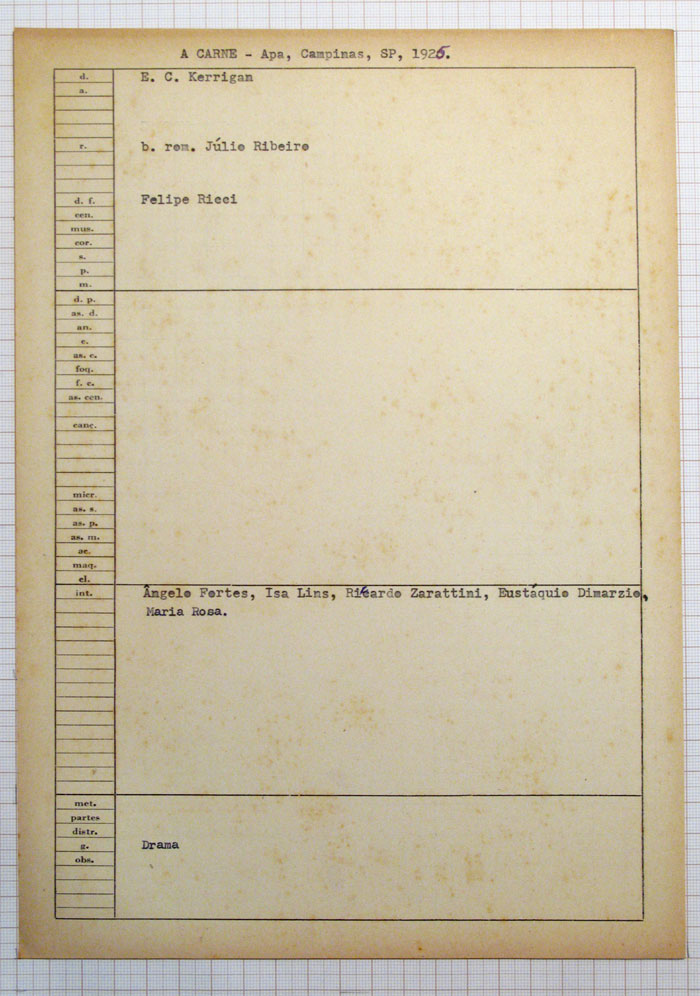 A CARNE - Apa, Campinas, SP, 1925.
d. E. C. Kerrigan
a.
r. b. rom. Júlio Ribeiro
d. f. Felipe Ricci
cen.
mus.
cor.
s.
p.
m.
d. p.
as. d.
an.
c.
as. c.
foq.
f. c.
as. cen.
canç.
micr.
as. s.
as. p.
as. m.
ac.
maq.
el.
int. Ângelo Fortes, Isa Lins, Ricardo Zarattini, Eustáquio Dimarzio,
Maria Rosa.
met.
partes
distr.
g. Drama
obs.